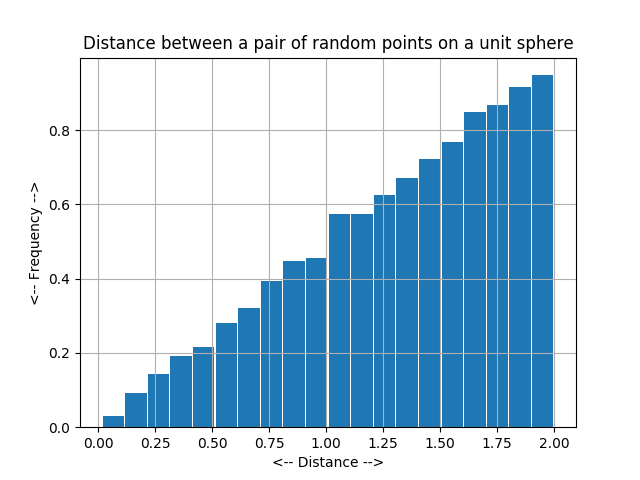 Distance between a pair of random points on a unit sphere
<-- Frequency -->
0.8
0.6
0.4
0.2
0.0
0.00 0.25 0.50 0.75 1.00 1.25 1.50 1.75 2.00
<-- Distance -->